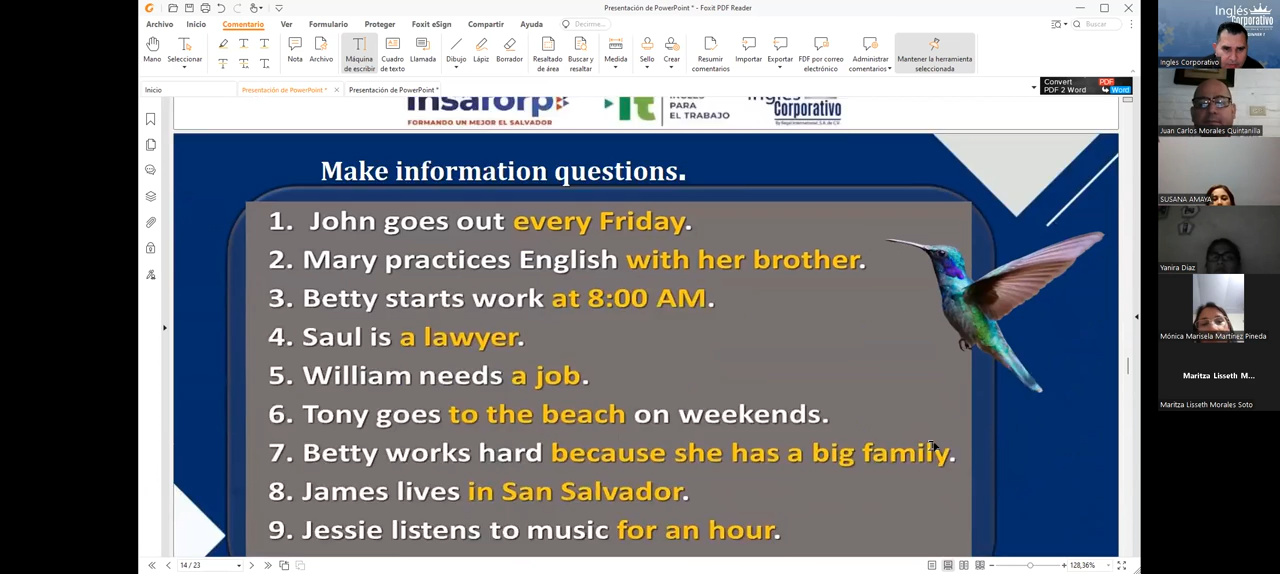 Presentación de PowerPoint * - Foxit PDF Reader
Archivo Inicio Comentario Ver Formulario Proteger Foxit eSign Compartir Ayuda Decirme... Buscar
Mano Seleccionar Nota Archivo Máquina de escribir Cuadro de texto Llamada Dibujo Lápiz Borrador Resaltado de área Buscar y resaltar Medida Sello Crear Resumir comentarios Importar Exportar PDF por correo electrónico Administrar comentarios Mantener la herramienta seleccionada
Inicio Presentación de PowerPoint * Presentación de PowerPoint *
Convert PDF 2 Word PDF Word
insaforp
FORMANDO UN MEJOR EL SALVADOR
PARA
EL TRABAJO
Corporativo
Make information questions.
1. John goes out every Friday.
2. Mary practices English with her brother.
3. Betty starts work at 8:00 AM.
4. Saul is a lawyer.
5. William needs a job.
6. Tony goes to the beach on weekends.
7. Betty works hard because she has a big family.
8. James lives in San Salvador.
9. Jessie listens to music for an hour.
14 / 23
128,36%
Inglés
Corporativo
Ingles Corporativo
Juan Carlos Morales Quintanilla
SUSANA AMAYA
Yanira Diaz
Mónica Marisela Martinez Pineda
Maritza Lisseth M...
Maritza Lisseth Morales Soto